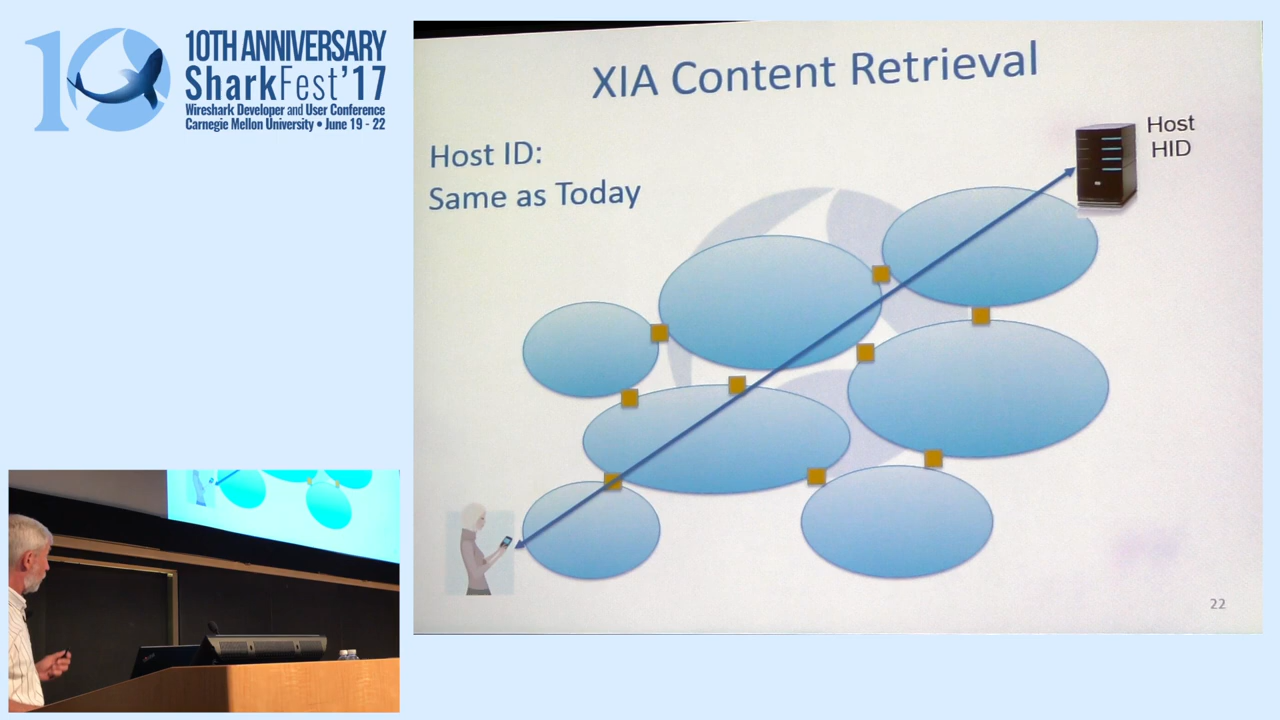 10
10TH ANNIVERSARY
SharkFest'17
Wireshark Developer and User Conference
Carnegie Mellon University • June 19 - 22
XIA Content Retrieval
Host ID:
Same as Today
Host
HID
22